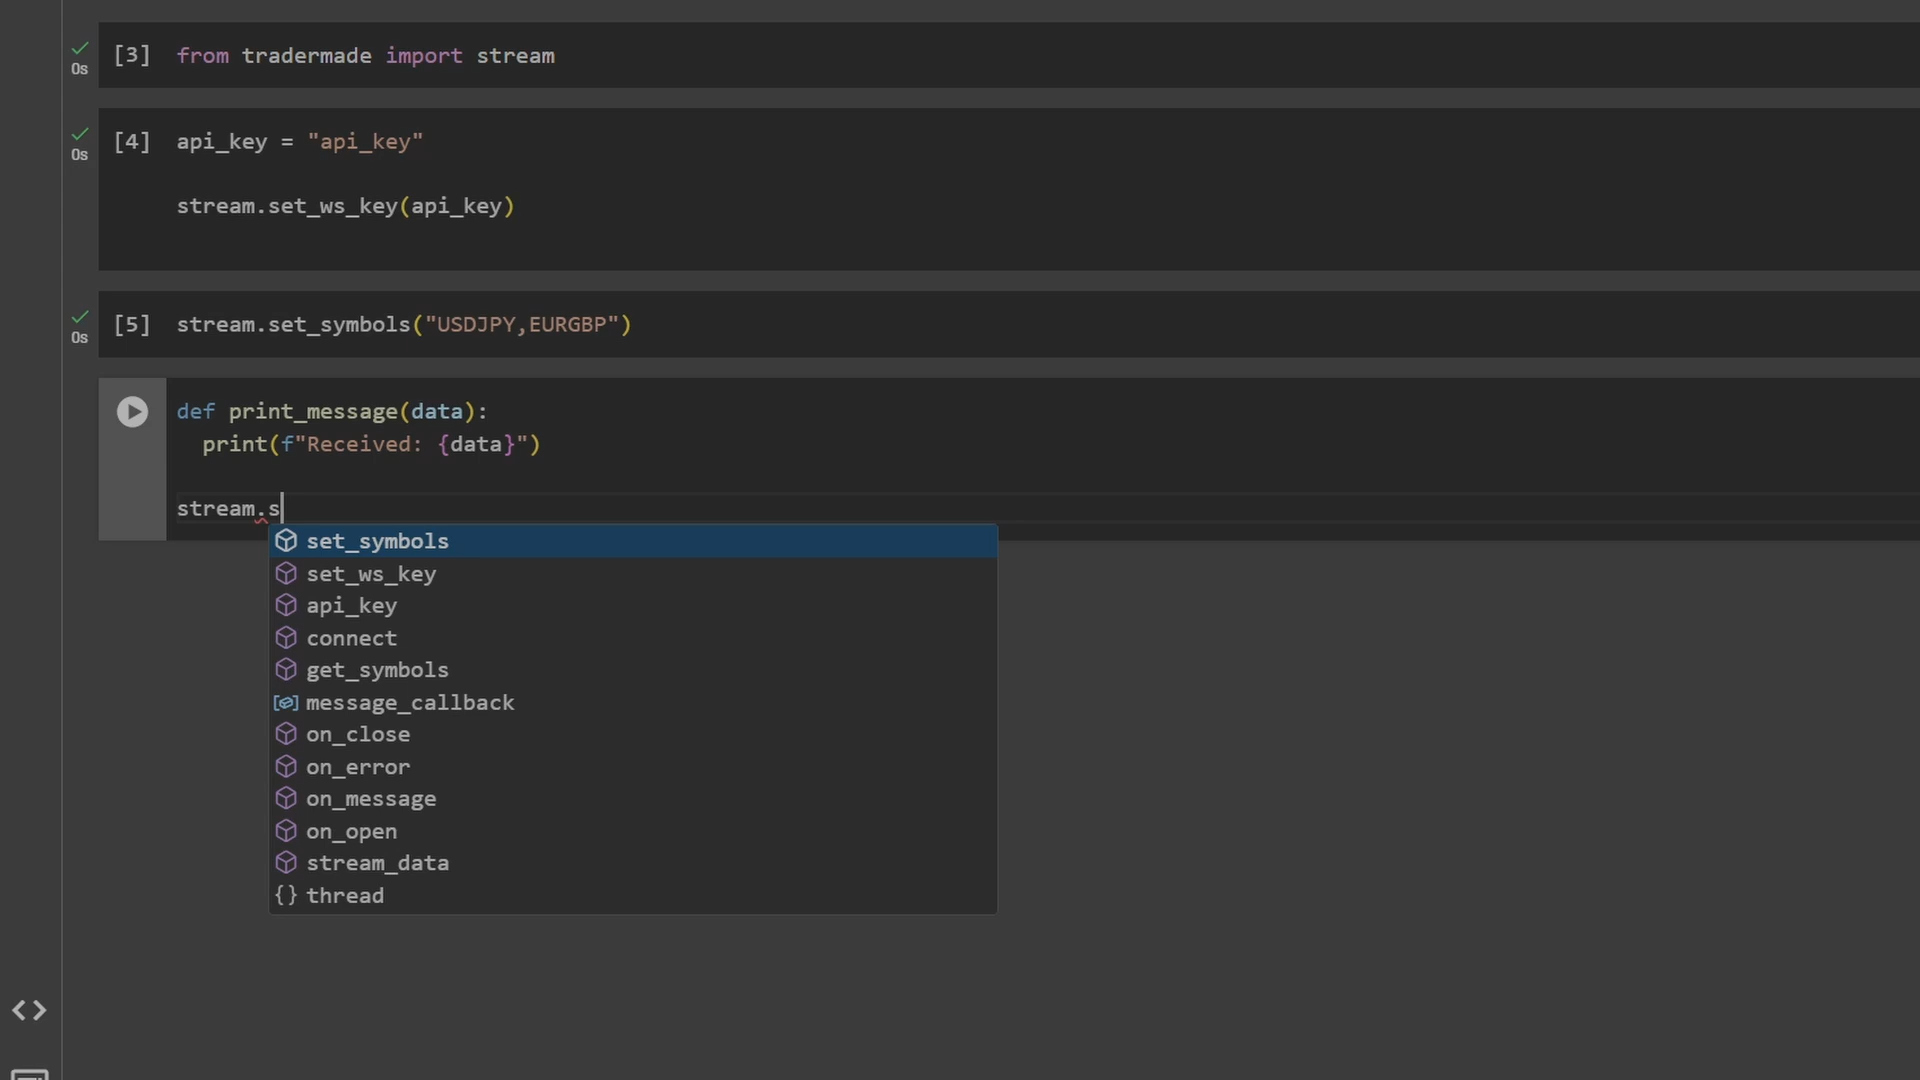 0s
[3] from tradermade import stream
0s
[4] api_key = "api_key"
stream.set_ws_key(api_key)
0s
[5] stream.set_symbols("USDJPY,EURGBP")
def print_message(data):
print(f"Received: {data}")
stream.s
set_symbols
set_ws_key
api_key
connect
get_symbols
message_callback
on_close
on_error
on_message
on_open
stream_data
{} thread